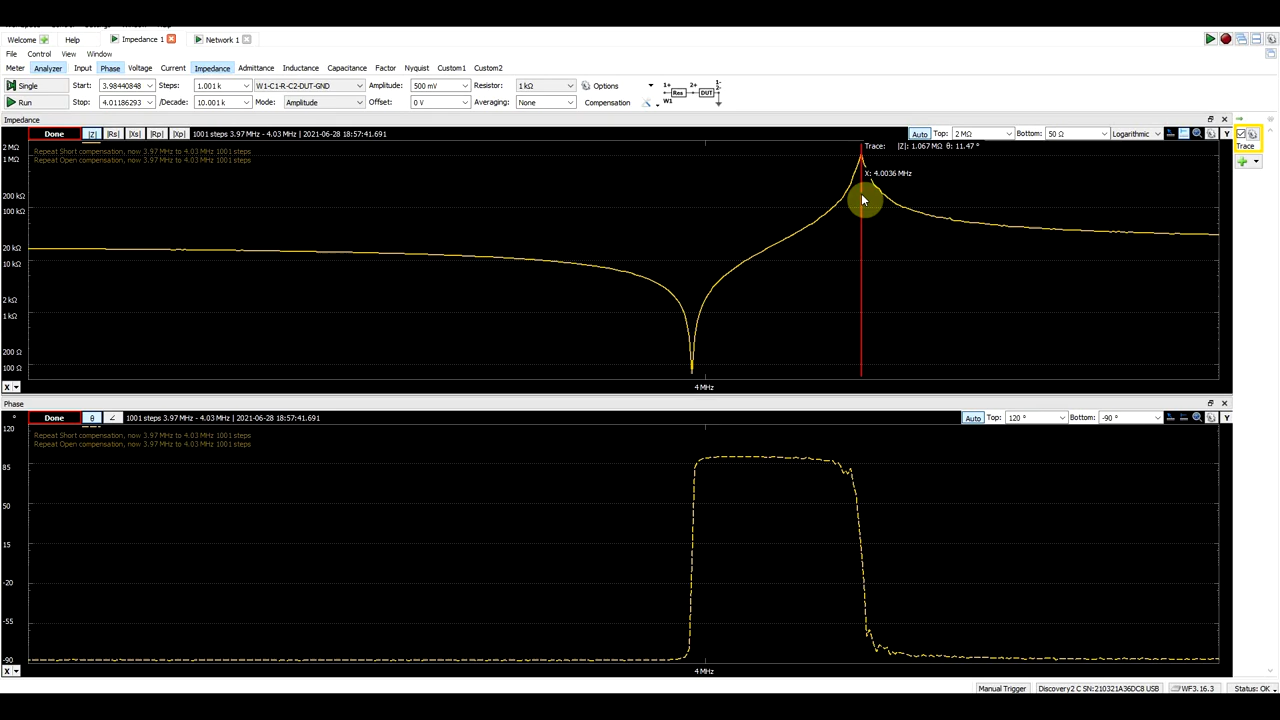 Welcome Help Impedance 1 Network 1
File Control View Window
Meter Analyzer Input Phase Voltage Current Impedance Admittance Inductance Capacitance Factor Nyquist Custom1 Custom2
Single Start: 3.98440848 Steps: 1.001k W1-C1-R-C2-DUT-GND Amplitude: 500 mV Resistor: 1 kΩ Options
Run Stop: 4.01186293 /Decade: 10.001k Mode: Amplitude Offset: 0 V Averaging: None Compensation
1+ Res 2+ DUT 1- 2-
W1
Impedance
Done |Z| |Rs| |Xs| |Rp| |Xp| 1001 steps 3.97 MHz - 4.03 MHz | 2021-06-28 18:57:41.691 Auto Top: 2 MΩ Bottom: 50 Ω Logarithmic Y
Trace
Trace: |Z|: 1.067 MΩ θ: 11.47 °
Repeat Short compensation, now 3.97 MHz to 4.03 MHz 1001 steps
Repeat Open compensation, now 3.97 MHz to 4.03 MHz 1001 steps
X: 4.0036 MHz
2 MΩ
1 MΩ
200 kΩ
100 kΩ
20 kΩ
10 kΩ
2 kΩ
1 kΩ
200 Ω
100 Ω
X 4 MHz
Phase
Done θ ∠ 1001 steps 3.97 MHz - 4.03 MHz | 2021-06-28 18:57:41.691 Auto Top: 120 ° Bottom: -90 ° Y
°
Repeat Short compensation, now 3.97 MHz to 4.03 MHz 1001 steps
Repeat Open compensation, now 3.97 MHz to 4.03 MHz 1001 steps
120
85
50
15
-20
-55
-90
X 4 MHz
Manual Trigger Discovery2 C SN:210321A36DC8 USB WF3.16.3 Status: OK